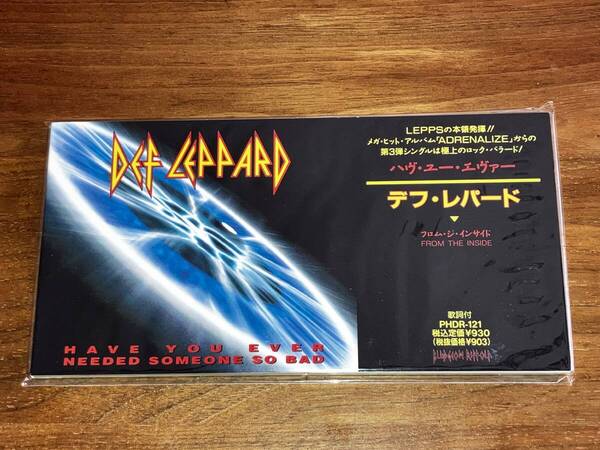 DEF LEPPARD
HAVE YOU EVER
NEEDED SOMEONE SO BAD
LEPPSの本領発揮!!
メガ・ヒット・アルバム「ADRENALIZE」からの
第3弾シングルは極上のロック・バラード!
ハヴ・ユー・エヴァー
デフ・レパード
フロム・ジ・インサイド
FROM THE INSIDE
歌詞付
PHDR-121
税込定価¥930
(税抜価格¥903)
BLUDGEON RIFFOLA